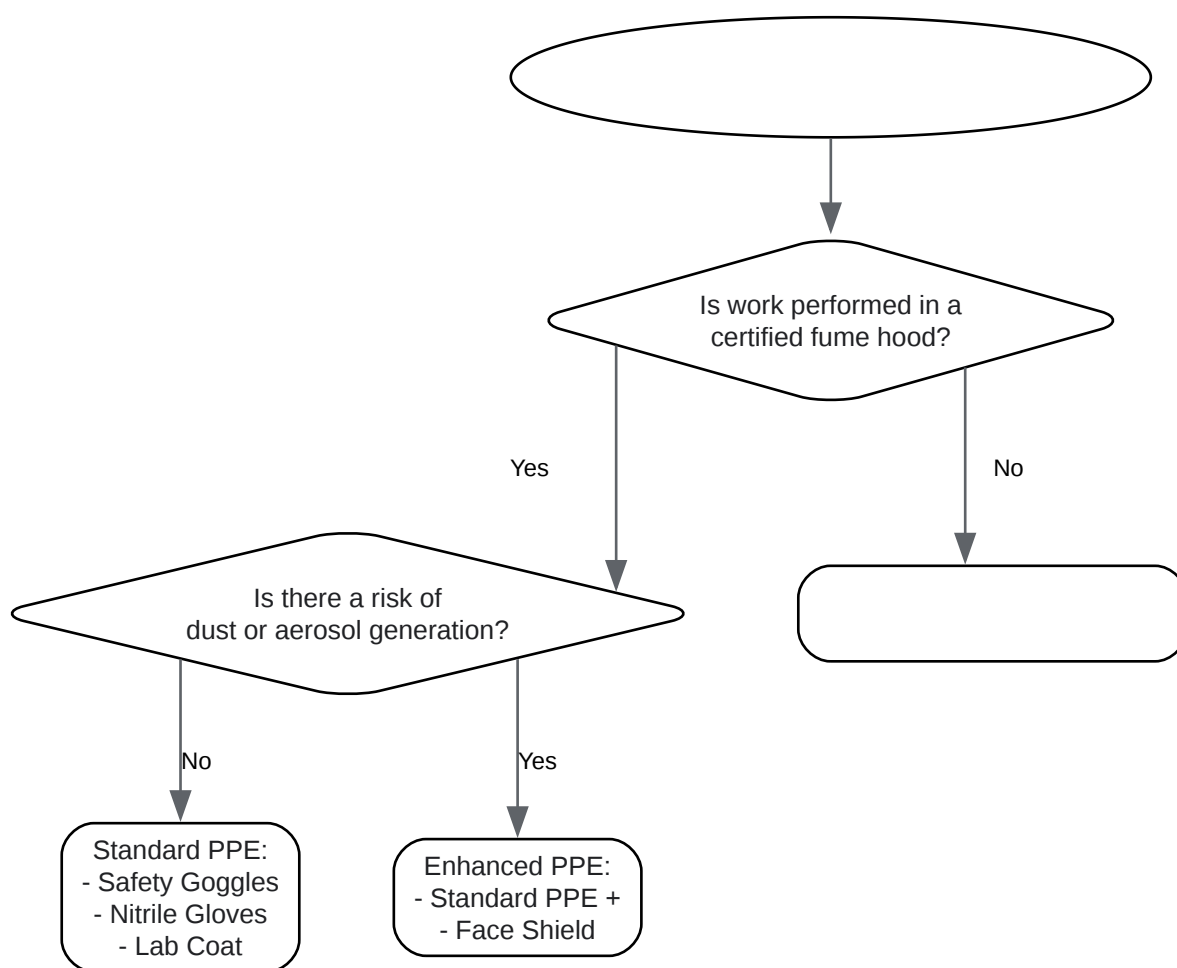 Is work performed in a
certified fume hood?
Yes
No
Is there a risk of
dust or aerosol generation?
No
Yes
Standard PPE:
- Safety Goggles
- Nitrile Gloves
- Lab Coat
Enhanced PPE:
- Standard PPE +
- Face Shield